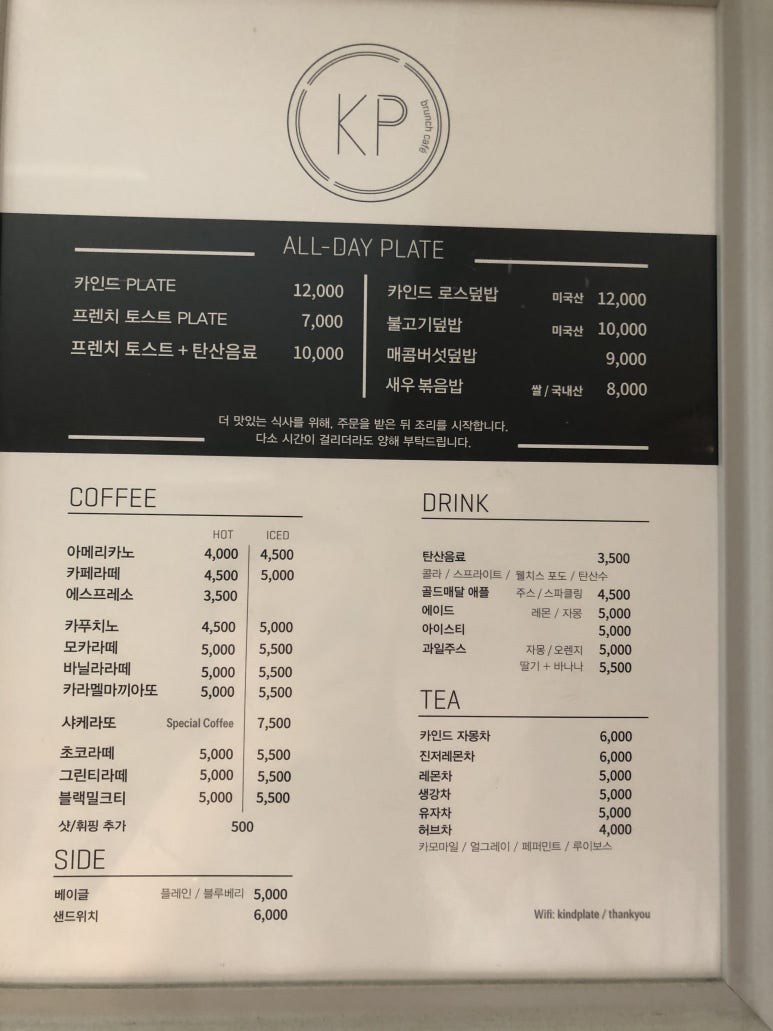 KP
brunch café
ALL-DAY PLATE
카인드 PLATE 12,000
프렌치 토스트 PLATE 7,000
프렌치 토스트 + 탄산음료 10,000
카인드 로스덮밥 미국산 12,000
불고기덮밥 미국산 10,000
매콤버섯덮밥 9,000
새우 볶음밥 쌀 / 국내산 8,000
더 맛있는 식사를 위해, 주문을 받은 뒤 조리를 시작합니다.
다소 시간이 걸리더라도 양해 부탁드립니다.
COFFEE
HOT ICED
아메리카노 4,000 4,500
카페라떼 4,500 5,000
에스프레소 3,500
카푸치노 4,500 5,000
모카라떼 5,000 5,500
바닐라라떼 5,000 5,500
카라멜마끼아또 5,000 5,500
샤케라또 Special Coffee 7,500
초코라떼 5,000 5,500
그린티라떼 5,000 5,500
블랙밀크티 5,000 5,500
샷/휘핑 추가 500
SIDE
베이글 플레인 / 블루베리 5,000
샌드위치 6,000
DRINK
탄산음료 3,500
콜라 / 스프라이트 / 웰치스 포도 / 탄산수
골드매달 애플 주스 / 스파클링 4,500
에이드 레몬 / 자몽 5,000
아이스티 5,000
과일주스 자몽 / 오렌지 5,000
딸기 + 바나나 5,500
TEA
카인드 자몽차 6,000
진저레몬차 6,000
레몬차 5,000
생강차 5,000
유자차 5,000
허브차 4,000
카모마일 / 얼그레이 / 페퍼민트 / 루이보스
Wifi: kindplate / thankyou